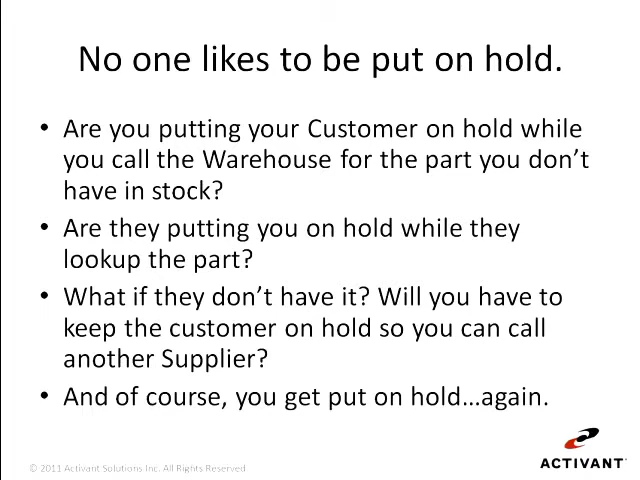 No one likes to be put on hold.
• Are you putting your Customer on hold while
you call the Warehouse for the part you don't
have in stock?
• Are they putting you on hold while they
lookup the part?
• What if they don't have it? Will you have to
keep the customer on hold so you can call
another Supplier?
• And of course, you get put on hold...again.
© 2011 Activant Solutions Inc. All Rights Reserved
ACTIVANT